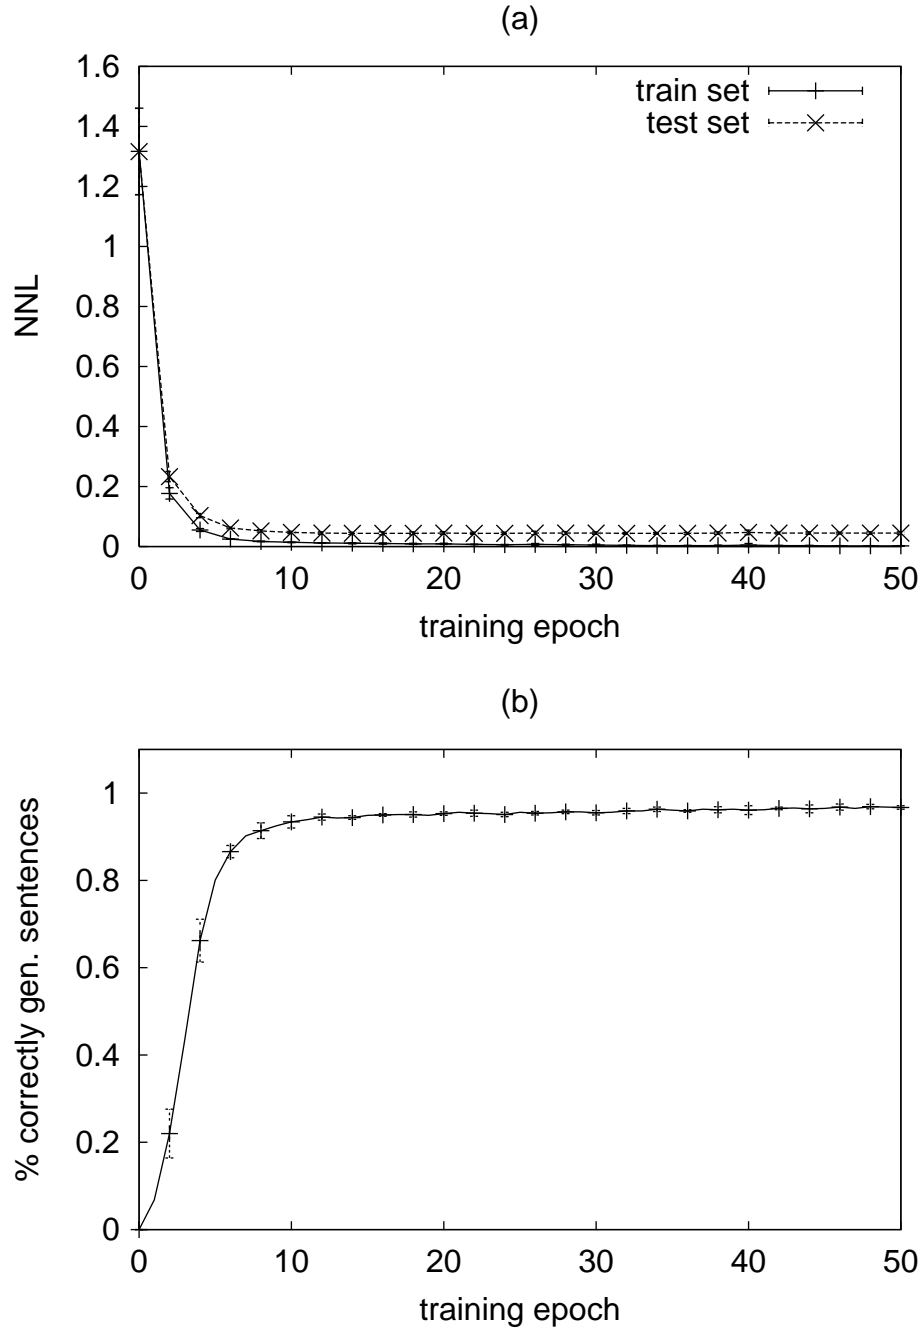 (a)
1.6
1.4
1.2
1
0.8
0.6
0.4
0.2
0
NNL
train set
test set
0 10 20 30 40 50
training epoch
(b)
1
0.8
0.6
0.4
0.2
0
% correctly gen. sentences
0 10 20 30 40 50
training epoch